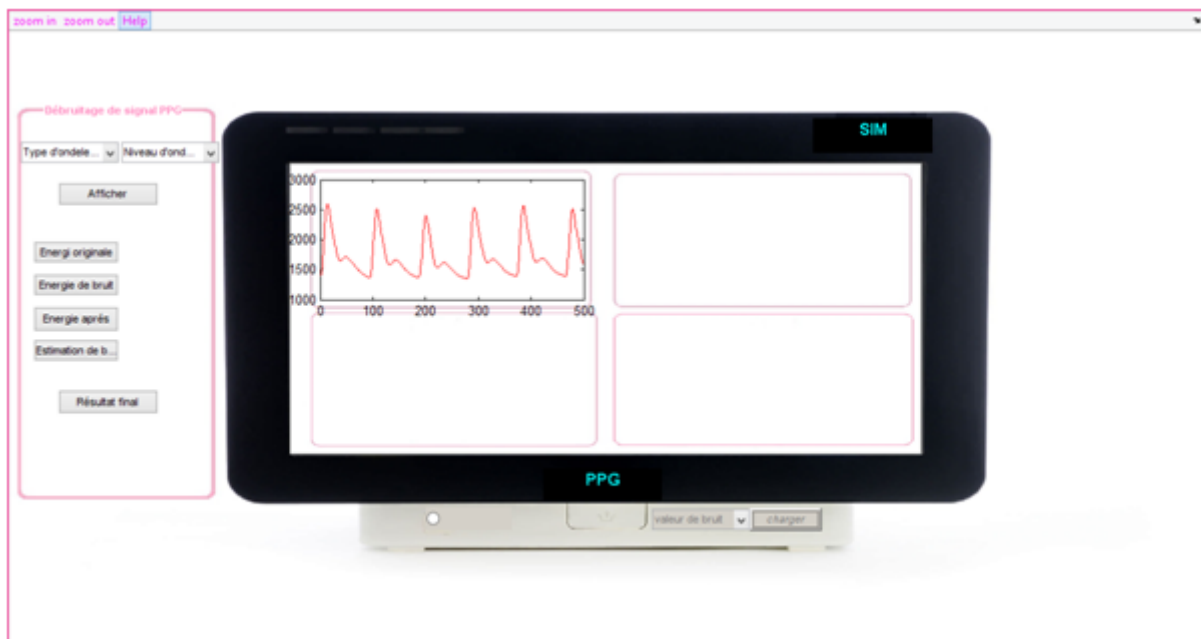 zoom in zoom out Help
Débruitage de signal PPG
Type d'ondele... Niveau d'ond...
Afficher
Energi originale
Energie de bruit
Energie aprés
Estimation de b...
Résultat final
SIM
3000
2500
2000
1500
1000
0 100 200 300 400 500
PPG
valeur de bruit charger